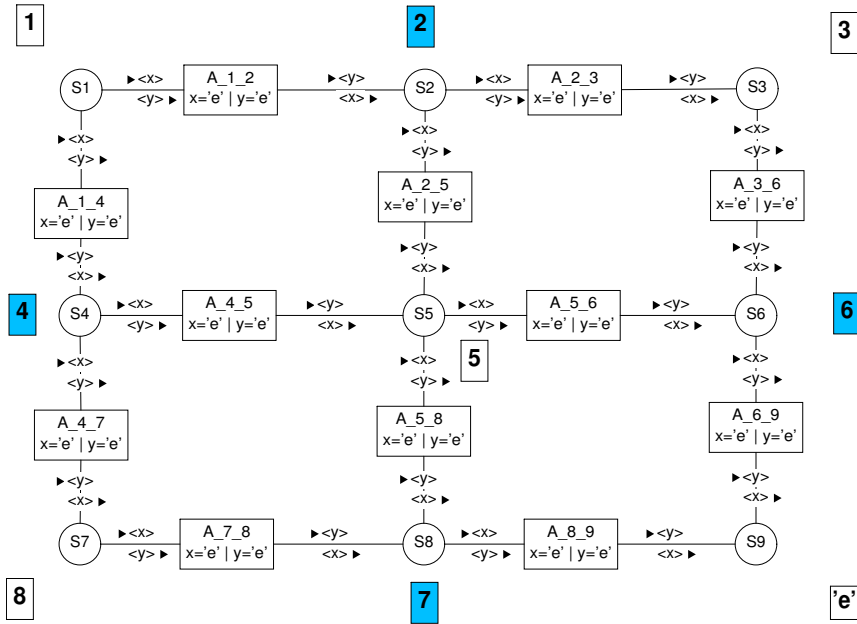 1 2 3
S1 ▶<x> A_1_2 ▶<y> S2 ▶<x> A_2_3 ▶<y> S3
<y>▶ x='e' | y='e' <x>▶ <y>▶ x='e' | y='e' <x>▶
▶<x> ▶<x> ▶<x>
<y>▶ <y>▶ <y>▶
A_1_4 A_2_5 A_3_6
x='e' | y='e' x='e' | y='e' x='e' | y='e'
▶<y> ▶<y> ▶<y>
<x>▶ <x>▶ <x>▶
4 S4 ▶<x> A_4_5 ▶<y> S5 ▶<x> A_5_6 ▶<y> S6 6
<y>▶ x='e' | y='e' <x>▶ <y>▶ x='e' | y='e' <x>▶
5
▶<x> ▶<x> ▶<x>
<y>▶ <y>▶ <y>▶
A_4_7 A_5_8 A_6_9
x='e' | y='e' x='e' | y='e' x='e' | y='e'
▶<y> ▶<y> ▶<y>
<x>▶ <x>▶ <x>▶
S7 ▶<x> A_7_8 ▶<y> S8 ▶<x> A_8_9 ▶<y> S9
<y>▶ x='e' | y='e' <x>▶ <y>▶ x='e' | y='e' <x>▶
8 7 'e'